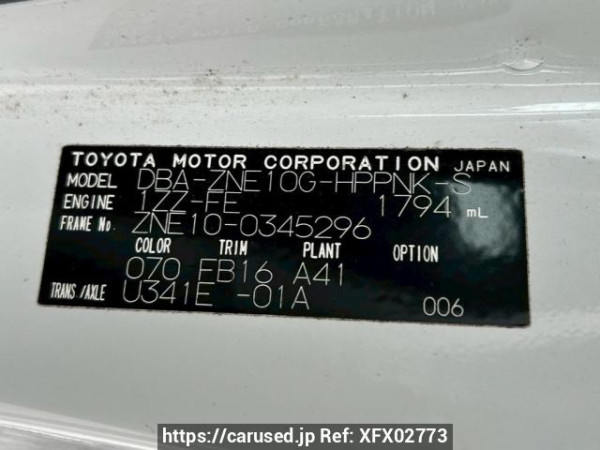 TOYOTA MOTOR CORPORATION JAPAN
MODEL DBA-ZNE10G-HPPNK-S
ENGINE 1ZZ-FE 1794 mL
FRAME No. ZNE10-0345296
COLOR TRIM PLANT OPTION
070 FB16 A41
TRANS./AXLE U341E -01A 006
https://carused.jp Ref: XFX02773